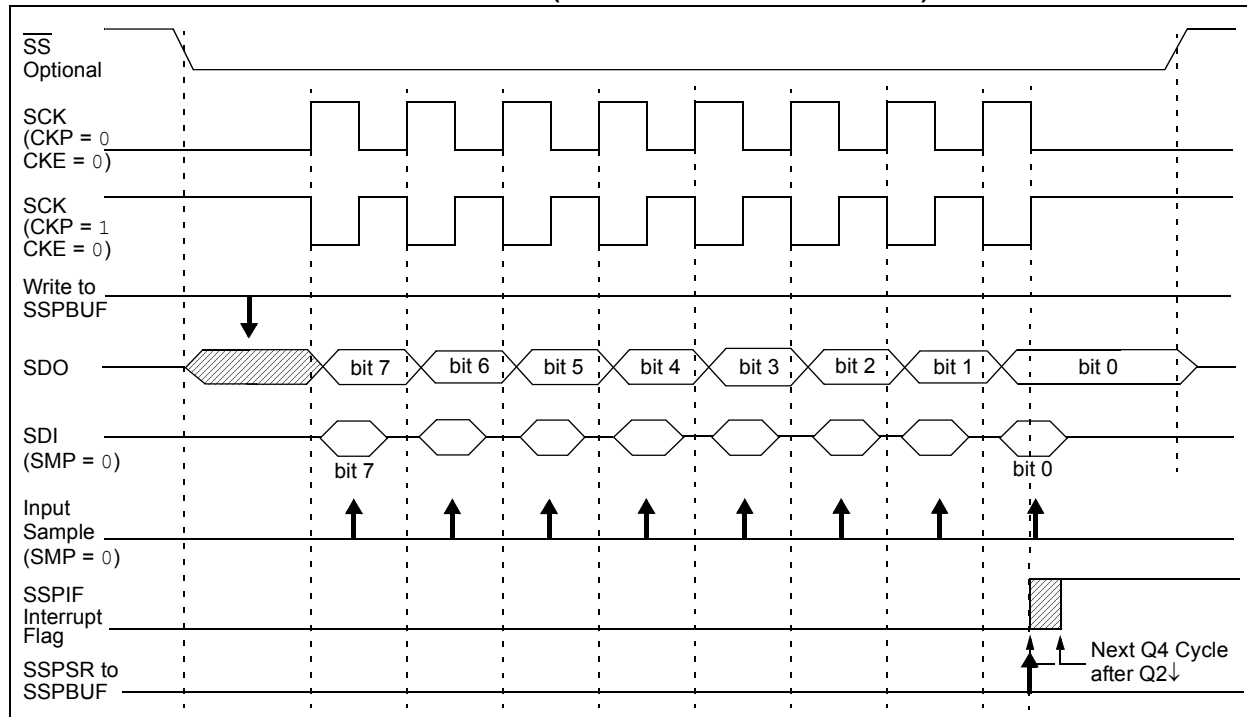 SS
Optional
SCK
(CKP = 0
CKE = 0)
SCK
(CKP = 1
CKE = 0)
Write to
SSPBUF
SDO
bit 7
bit 6
bit 5
bit 4
bit 3
bit 2
bit 1
bit 0
SDI
(SMP = 0)
bit 7
bit 0
Input
Sample
(SMP = 0)
SSPIF
Interrupt
Flag
Next Q4 Cycle
after Q2↓
SSPSR to
SSPBUF